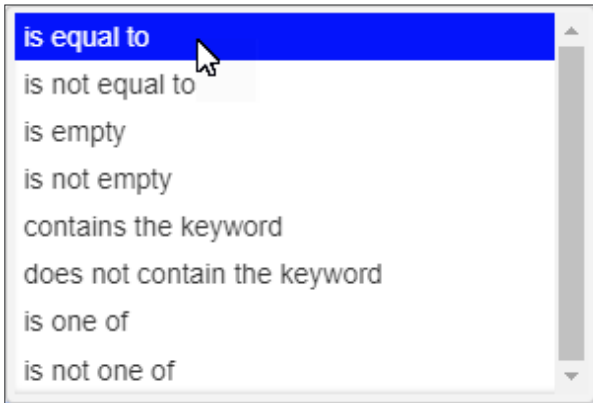 is equal to
is not equal to
is empty
is not empty
contains the keyword
does not contain the keyword
is one of
is not one of